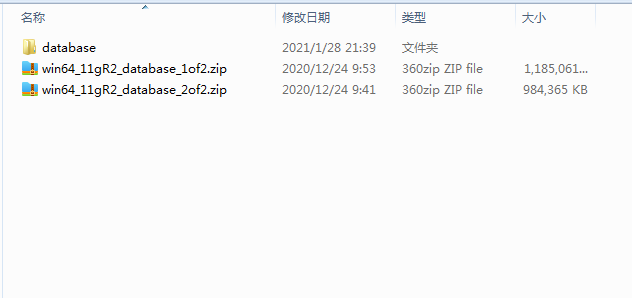 名称 修改日期 类型 大小
database 2021/1/28 21:39 文件夹
win64_11gR2_database_1of2.zip 2020/12/24 9:53 360zip ZIP file 1,185,061...
win64_11gR2_database_2of2.zip 2020/12/24 9:41 360zip ZIP file 984,365 KB